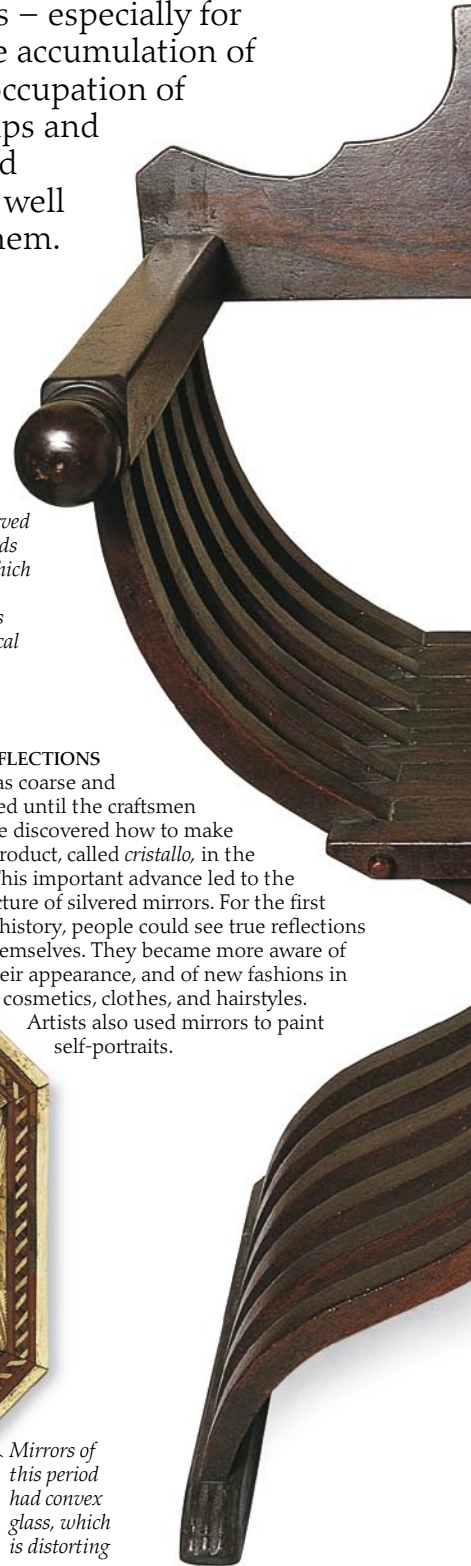 s – especially for
e accumulation of
occupation of
ps and
d
well
nem.
rved
ds
hich
s
cal
FLECTIONS
as coarse and
ed until the craftsmen
e discovered how to make
roduct, called cristallo, in the
This important advance led to the
cture of silvered mirrors. For the first
history, people could see true reflections
emselves. They became more aware of
eir appearance, and of new fashions in
cosmetics, clothes, and hairstyles.
Artists also used mirrors to paint
self-portraits.
Mirrors of
this period
had convex
glass, which
is distorting